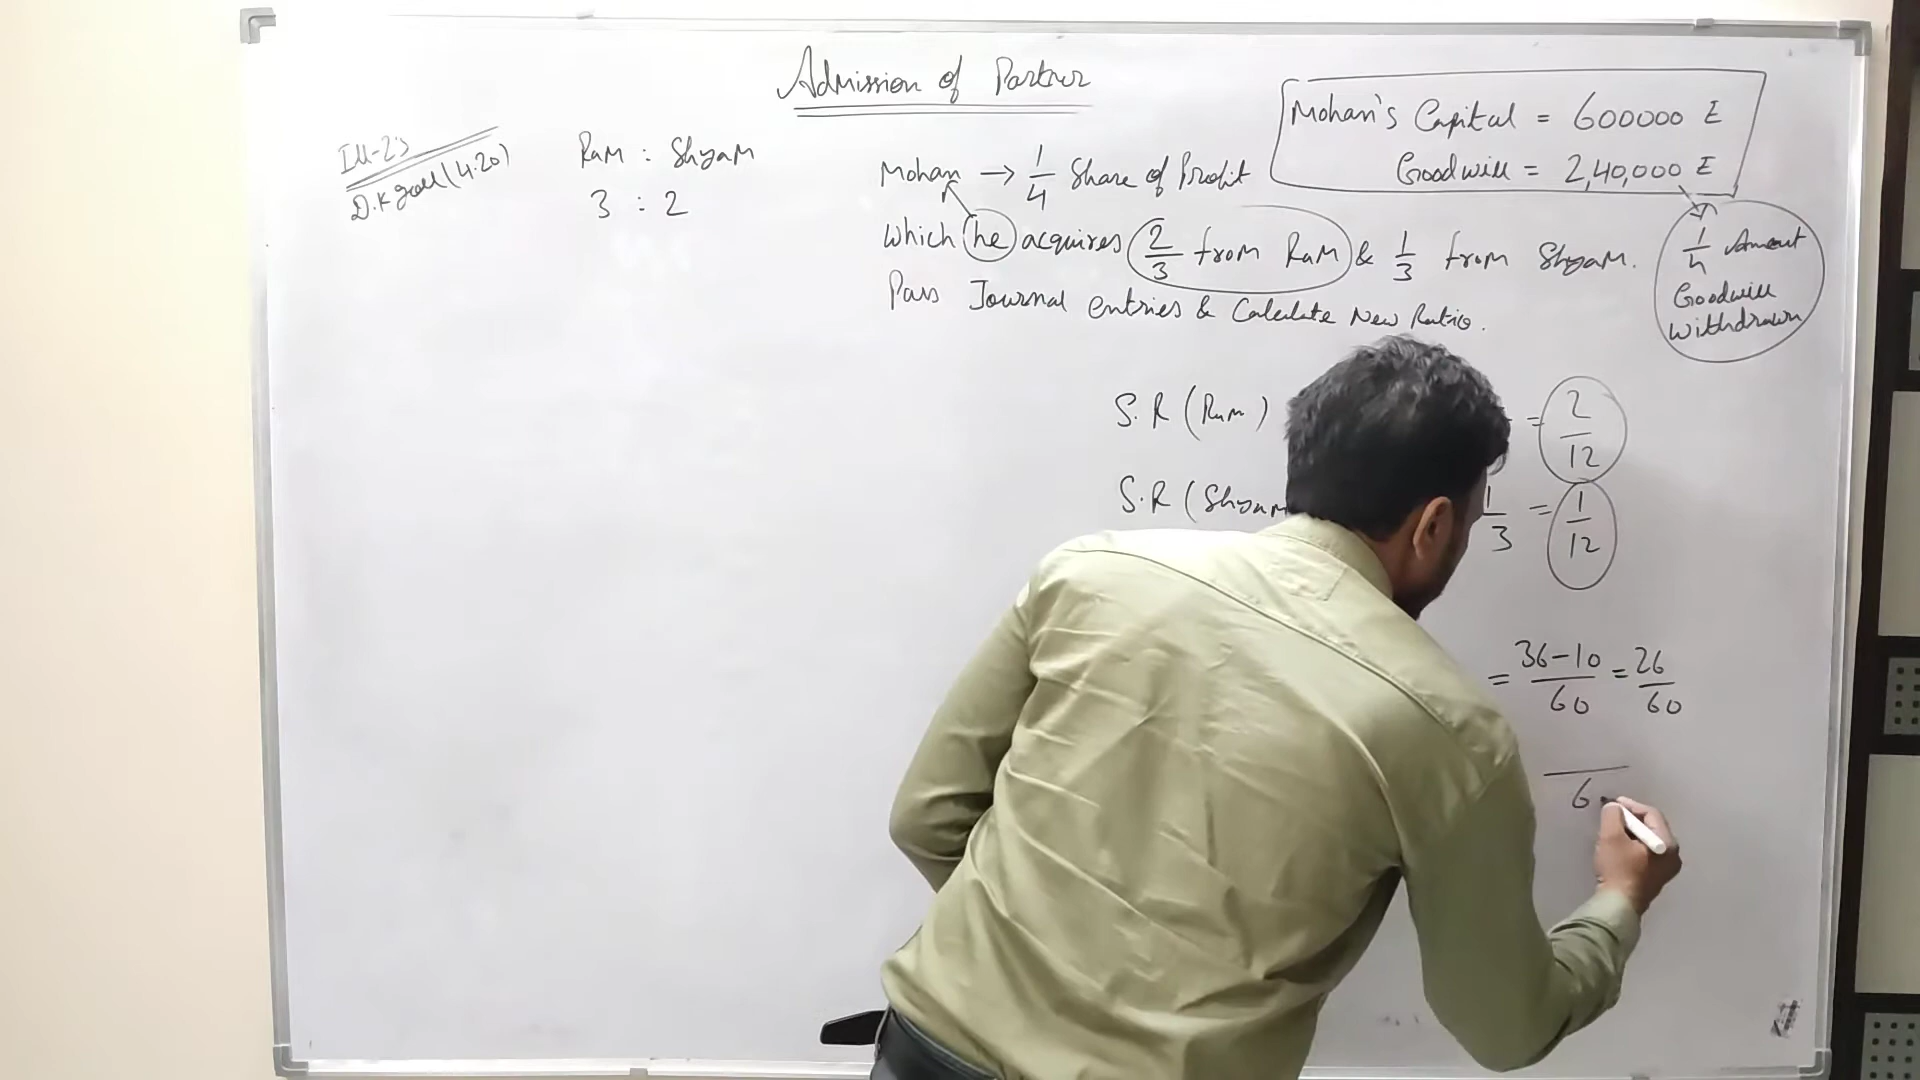 Admission of Partner
Ill-23
D.K Goel (4.20)
Ram : Shyam
3 : 2
Mohan's Capital = 600000 E
Goodwill = 2,40,000 E
Mohan → 1/4 Share of Profit
which he acquires 2/3 from Ram & 1/3 from Shyam.
Pass Journal entries & Calculate New Ratio.
1/4 Amount
Goodwill
withdrawn
S.R (Ram) = 2/12
S.R (Shyam 1/3 = 1/12
= 36-10/60 = 26/60
6